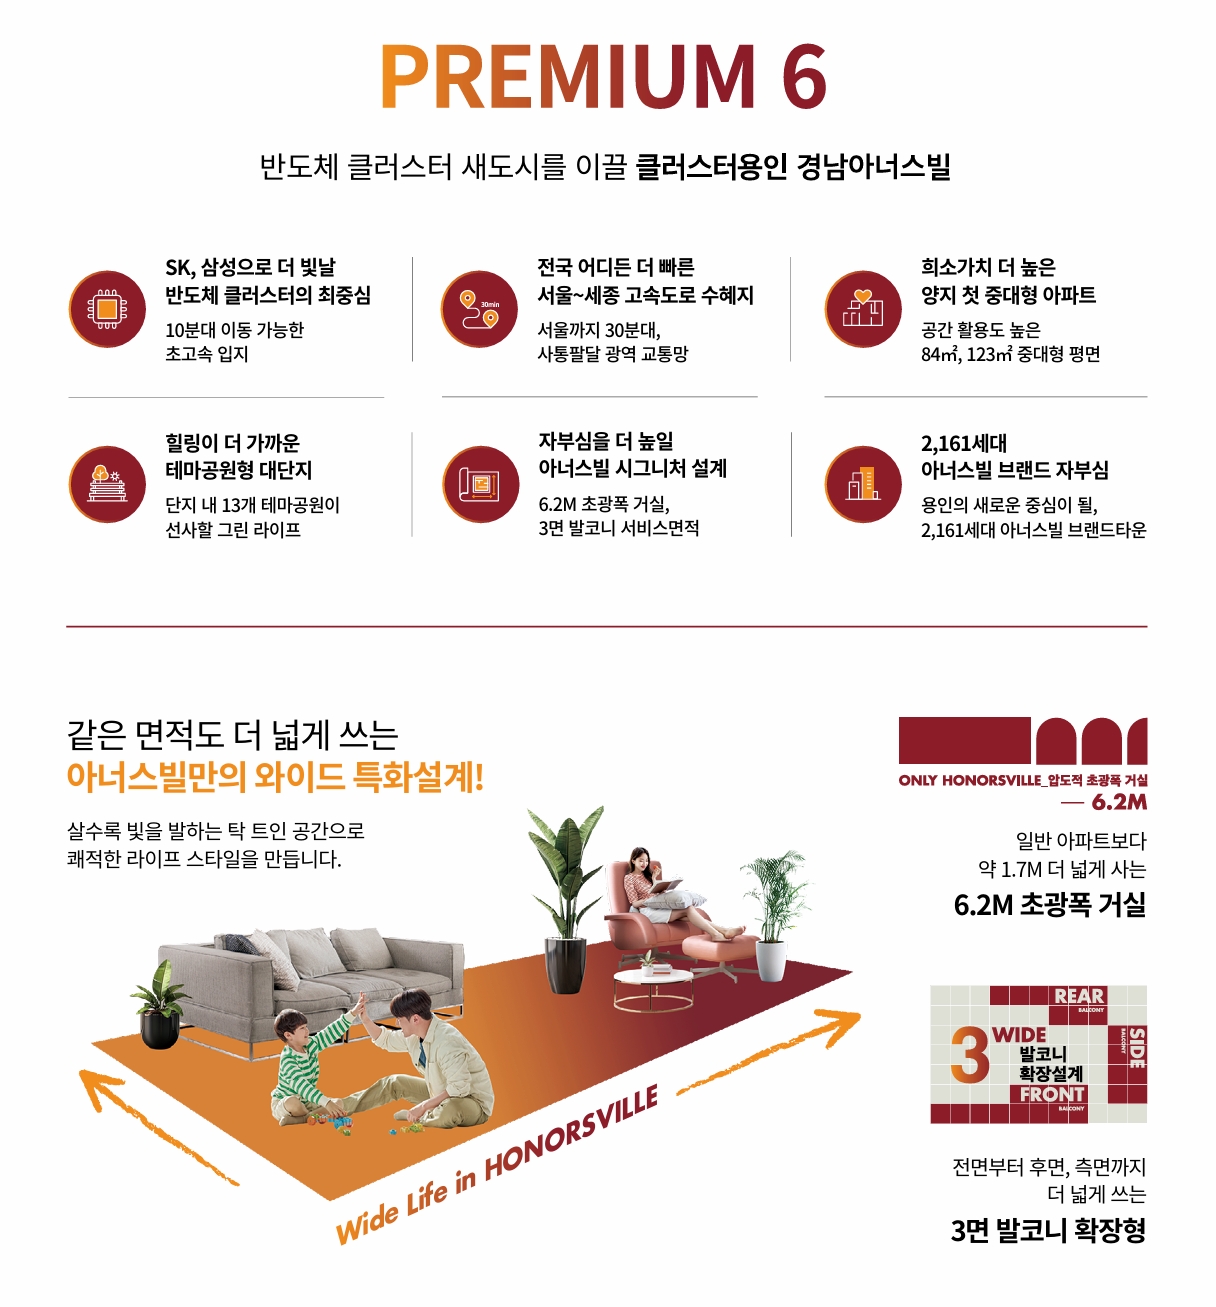 PREMIUM 6
반도체 클러스터 새도시를 이끌 클러스터용인 경남아너스빌
SK, 삼성으로 더 빛날
반도체 클러스터의 최중심
10분대 이동 가능한
초고속 입지
30min
전국 어디든 더 빠른
서울~세종 고속도로 수혜지
서울까지 30분대,
사통팔달 광역 교통망
희소가치 더 높은
양지 첫 중대형 아파트
공간 활용도 높은
84㎡, 123㎡ 중대형 평면
힐링이 더 가까운
테마공원형 대단지
단지 내 13개 테마공원이
선사할 그린 라이프
자부심을 더 높일
아너스빌 시그니처 설계
6.2M 초광폭 거실,
3면 발코니 서비스면적
2,161세대
아너스빌 브랜드 자부심
용인의 새로운 중심이 될,
2,161세대 아너스빌 브랜드타운
같은 면적도 더 넓게 쓰는
아너스빌만의 와이드 특화설계!
살수록 빛을 발하는 탁 트인 공간으로
쾌적한 라이프 스타일을 만듭니다.
Wide Life in HONORSVILLE
ONLY HONORSVILLE_압도적 초광폭 거실
— 6.2M
일반 아파트보다
약 1.7M 더 넓게 사는
6.2M 초광폭 거실
REAR
BALCONY
3 WIDE
발코니
확장설계
SIDE
BALCONY
FRONT
BALCONY
전면부터 후면, 측면까지
더 넓게 쓰는
3면 발코니 확장형